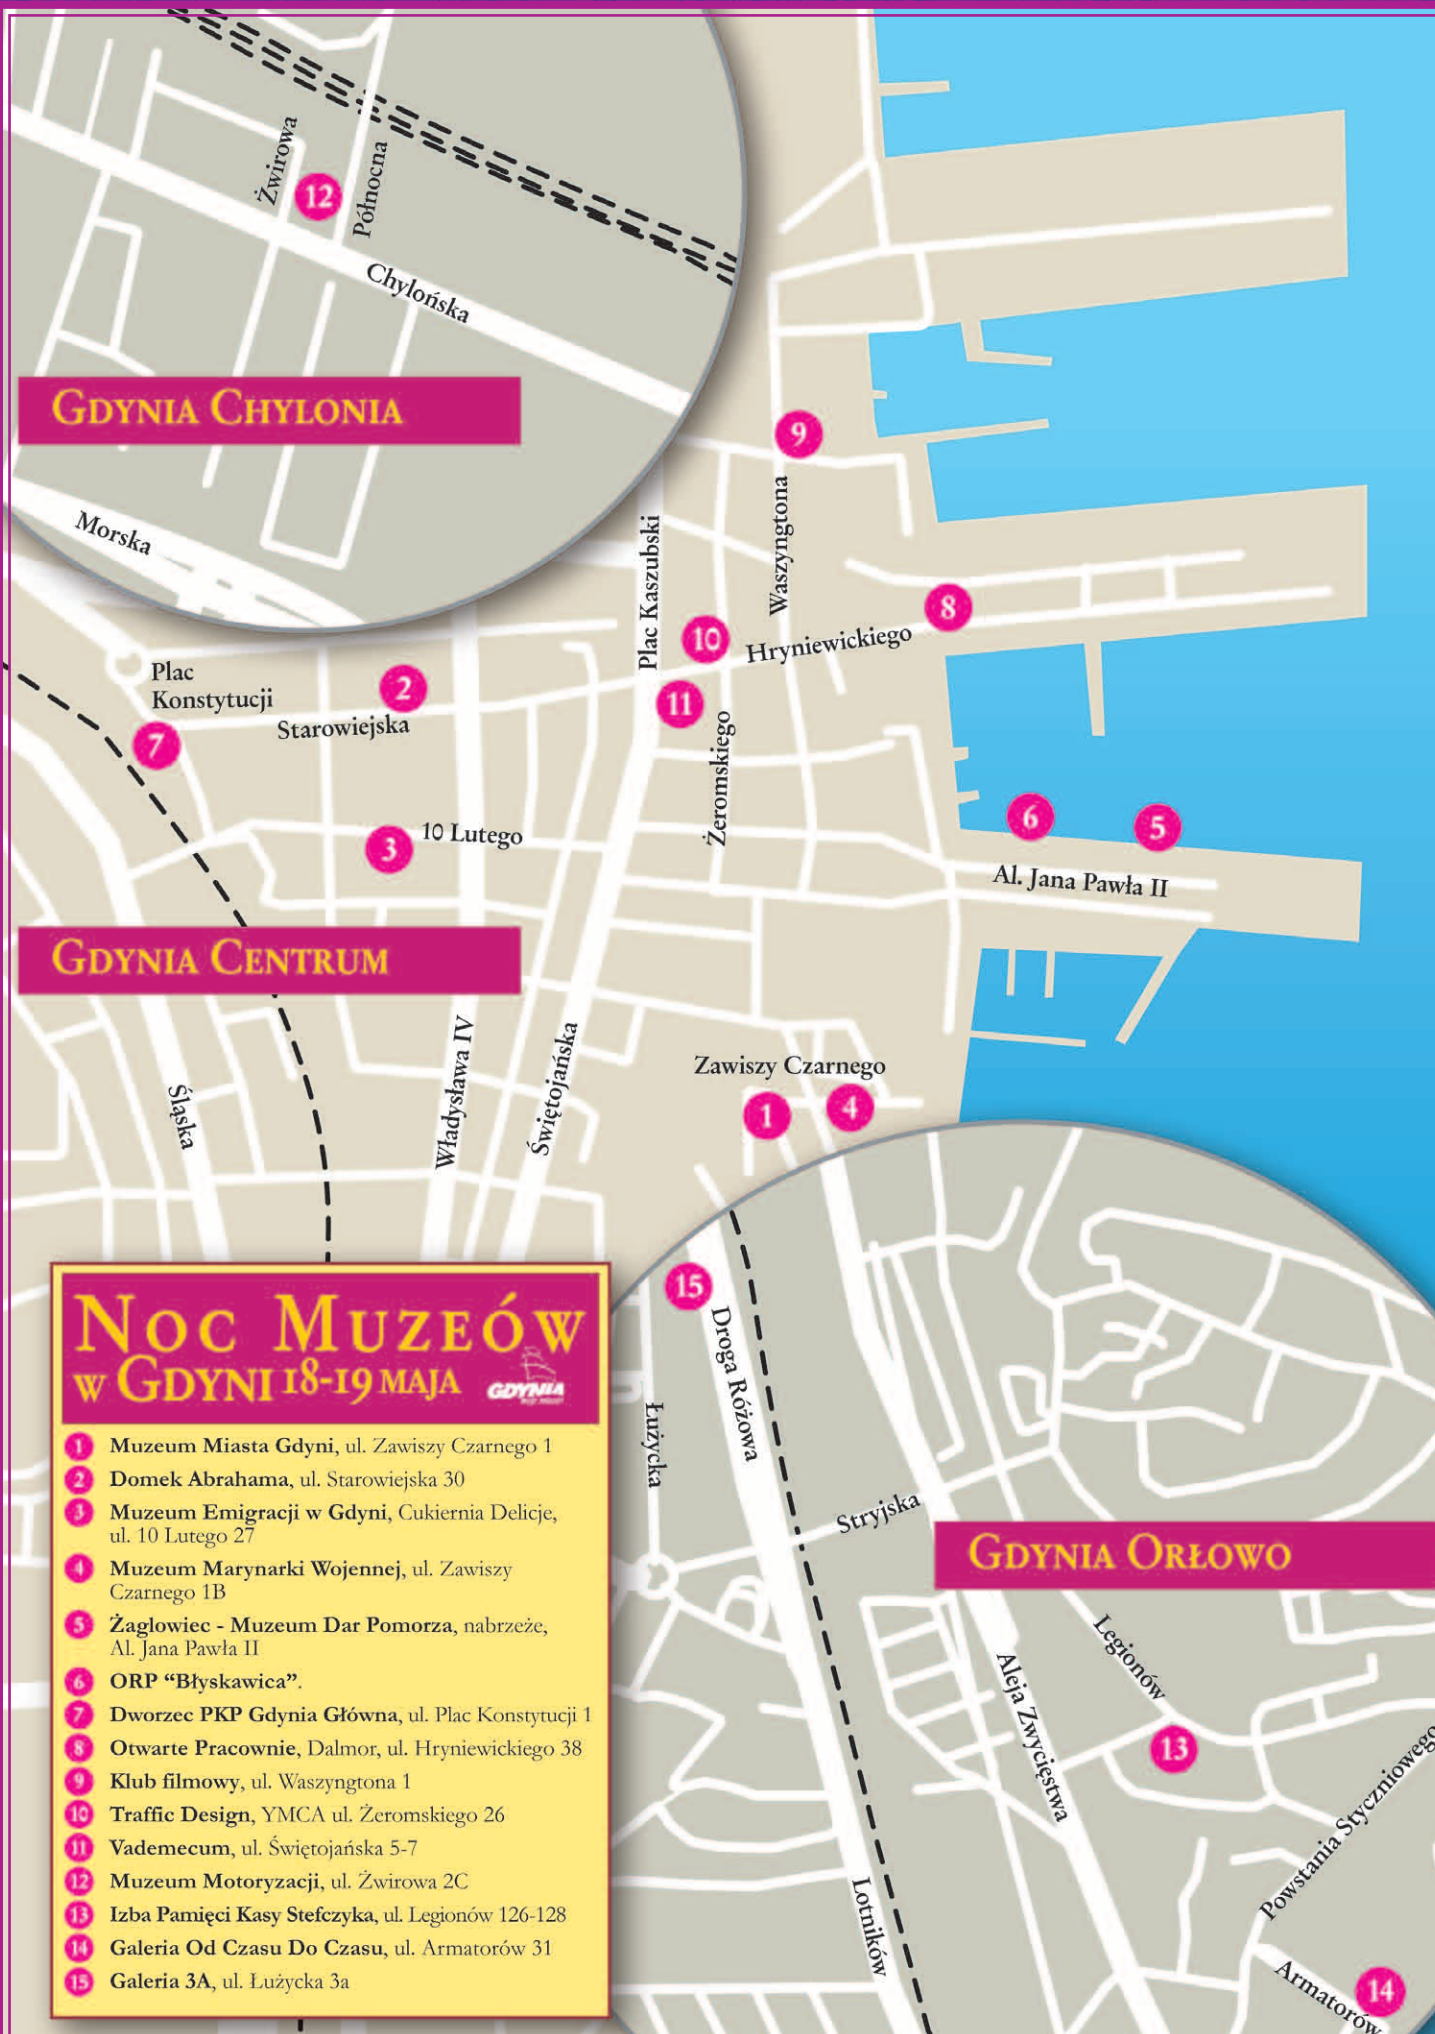 Żwirowa
12
Północna
Chylońska
GDYNIA CHYLONIA
Morska
9
Waszyngtona
Plac Kaszubski
8
10
Hryniewickiego
Plac
Konstytucji
2
11
Starowiejska
7
Żeromskiego
6
5
3
10 Lutego
Al. Jana Pawła II
GDYNIA CENTRUM
Władysława IV
Świętojańska
Śląska
Zawiszy Czarnego
1
4
15
Droga Różowa
Łużycka
Stryjska
GDYNIA ORŁOWO
Legionów
Aleja Zwycięstwa
13
Powstania Styczniowego
Lotników
Armatorów
14
NOC MUZEÓW
W GDYNI 18-19 MAJA
GDYNIA
1 Muzeum Miasta Gdyni, ul. Zawiszy Czarnego 1
2 Domek Abrahama, ul. Starowiejska 30
3 Muzeum Emigracji w Gdyni, Cukiernia Delicje,
ul. 10 Lutego 27
4 Muzeum Marynarki Wojennej, ul. Zawiszy
Czarnego 1B
5 Żaglowiec - Muzeum Dar Pomorza, nabrzeże,
Al. Jana Pawła II
6 ORP “Błyskawica”.
7 Dworzec PKP Gdynia Główna, ul. Plac Konstytucji 1
8 Otwarte Pracownie, Dalmor, ul. Hryniewickiego 38
9 Klub filmowy, ul. Waszyngtona 1
10 Traffic Design, YMCA ul. Żeromskiego 26
11 Vademecum, ul. Świętojańska 5-7
12 Muzeum Motoryzacji, ul. Żwirowa 2C
13 Izba Pamięci Kasy Stefczyka, ul. Legionów 126-128
14 Galeria Od Czasu Do Czasu, ul. Armatorów 31
15 Galeria 3A, ul. Łużycka 3a